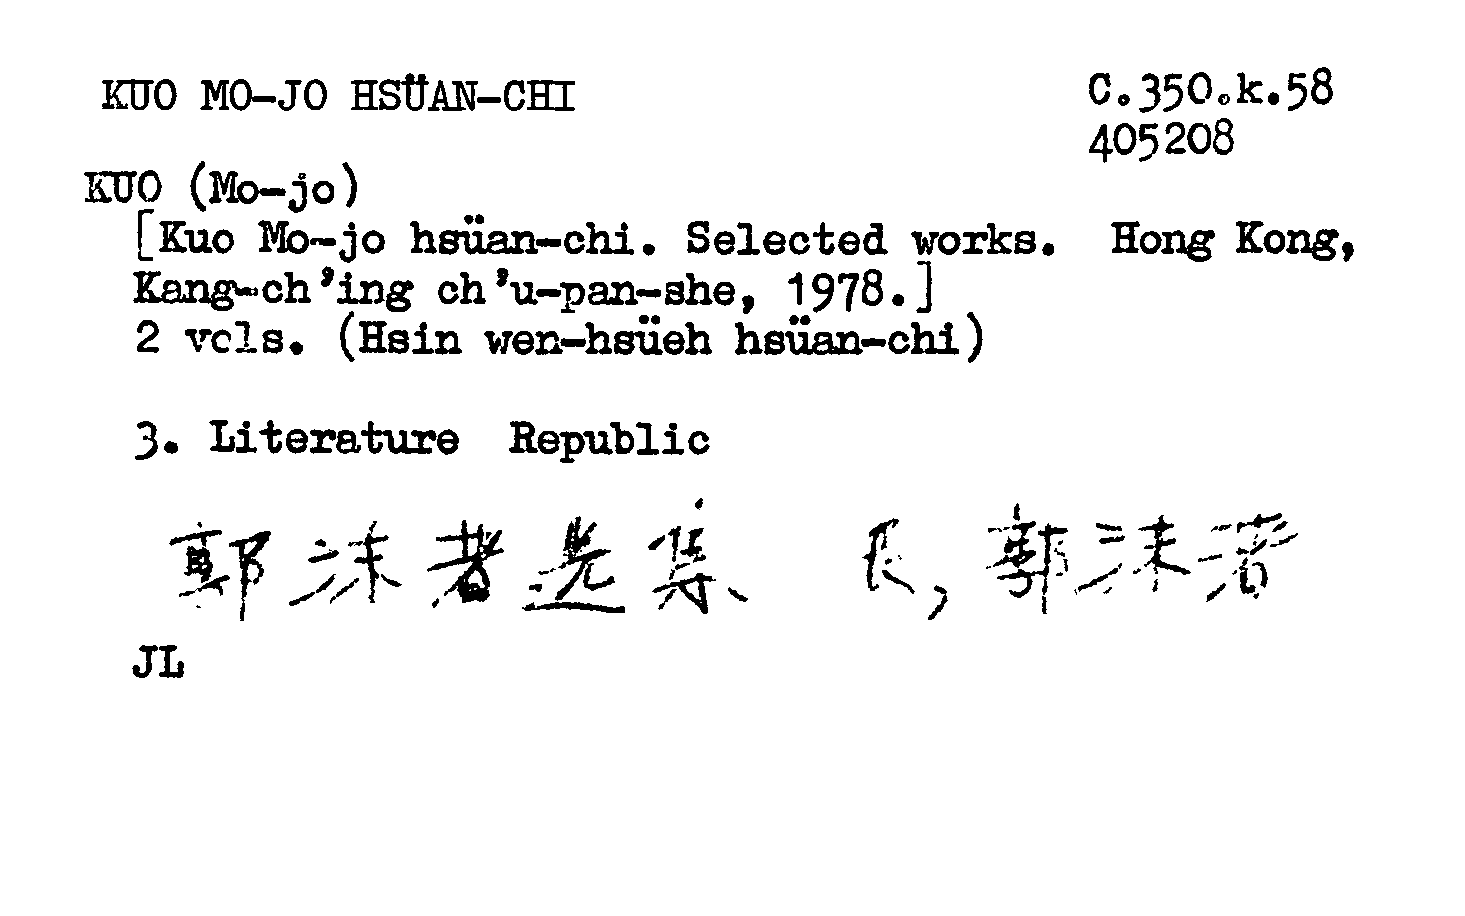 KUO MO-JO HSÜAN-CHI
C.350.k.58
405208
KUO (Mo-jo)
[Kuo Mo-jo hsüan-chi. Selected works. Hong Kong,
Kang-ch'ing ch'u-pan-she, 1978.]
2 vols. (Hsin wen-hsüeh hsüan-chi)
3. Literature Republic
郭沫若选集 郭沫若
JL